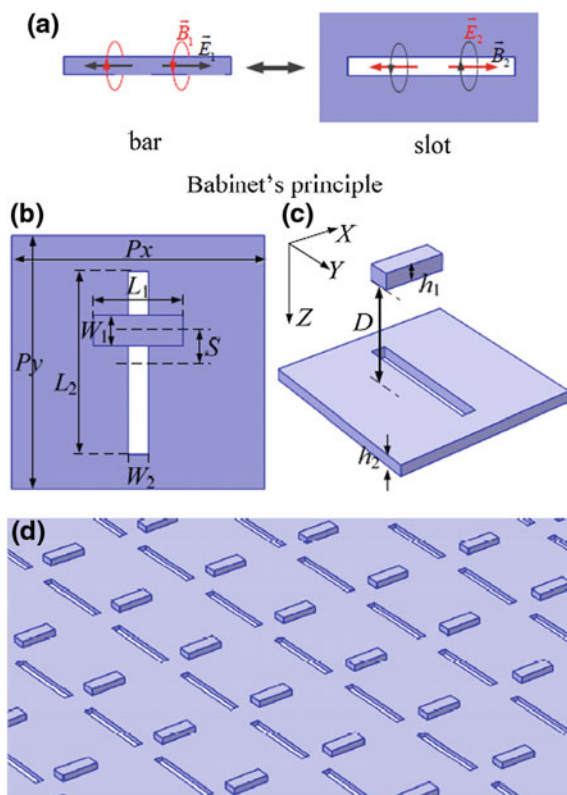 (a)
B₁ E₁
E₂ B₂
bar
slot
Babinet's principle
(b)
(c)
Px
X
Y
Z
L₁
h₁
W₁
S
D
Py
L₂
W₂
h₂
(d)